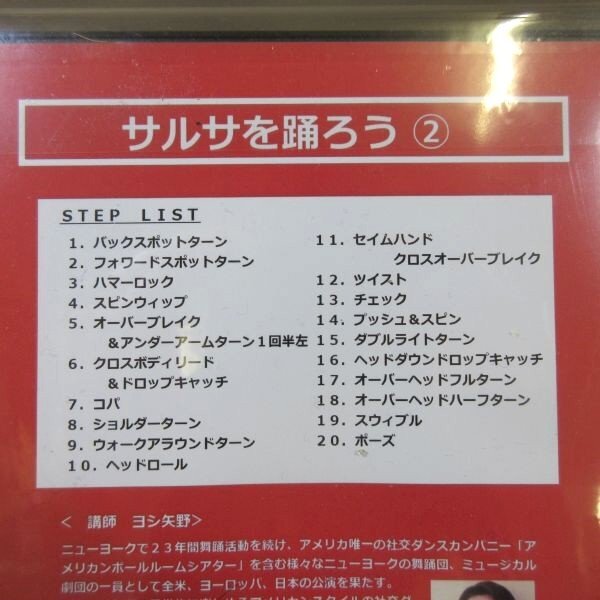 サルサを踊ろう ②
STEP LIST
1．バックスポットターン
2．フォワードスポットターン
3．ハマーロック
4．スピンウィップ
5．オーバーブレイク
＆アンダーアームターン１回半左
6．クロスボディリード
＆ドロップキャッチ
7．コパ
8．ショルダーターン
9．ウォークアラウンドターン
10．ヘッドロール
11．セイムハンド
クロスオーバーブレイク
12．ツイスト
13．チェック
14．プッシュ＆スピン
15．ダブルライトターン
16．ヘッドダウンドロップキャッチ
17．オーバーヘッドフルターン
18．オーバーヘッドハーフターン
19．スウィブル
20．ポーズ
＜ 講師 ヨシ矢野＞
ニューヨークで２３年間舞踊活動を続け、アメリカ唯一の社交ダンスカンパニー「ア
メリカンボールルームシアター」を含む様々なニューヨークの舞踊団、ミュージカル
劇団の一員として全米、ヨーロッパ、日本の公演を果たす。